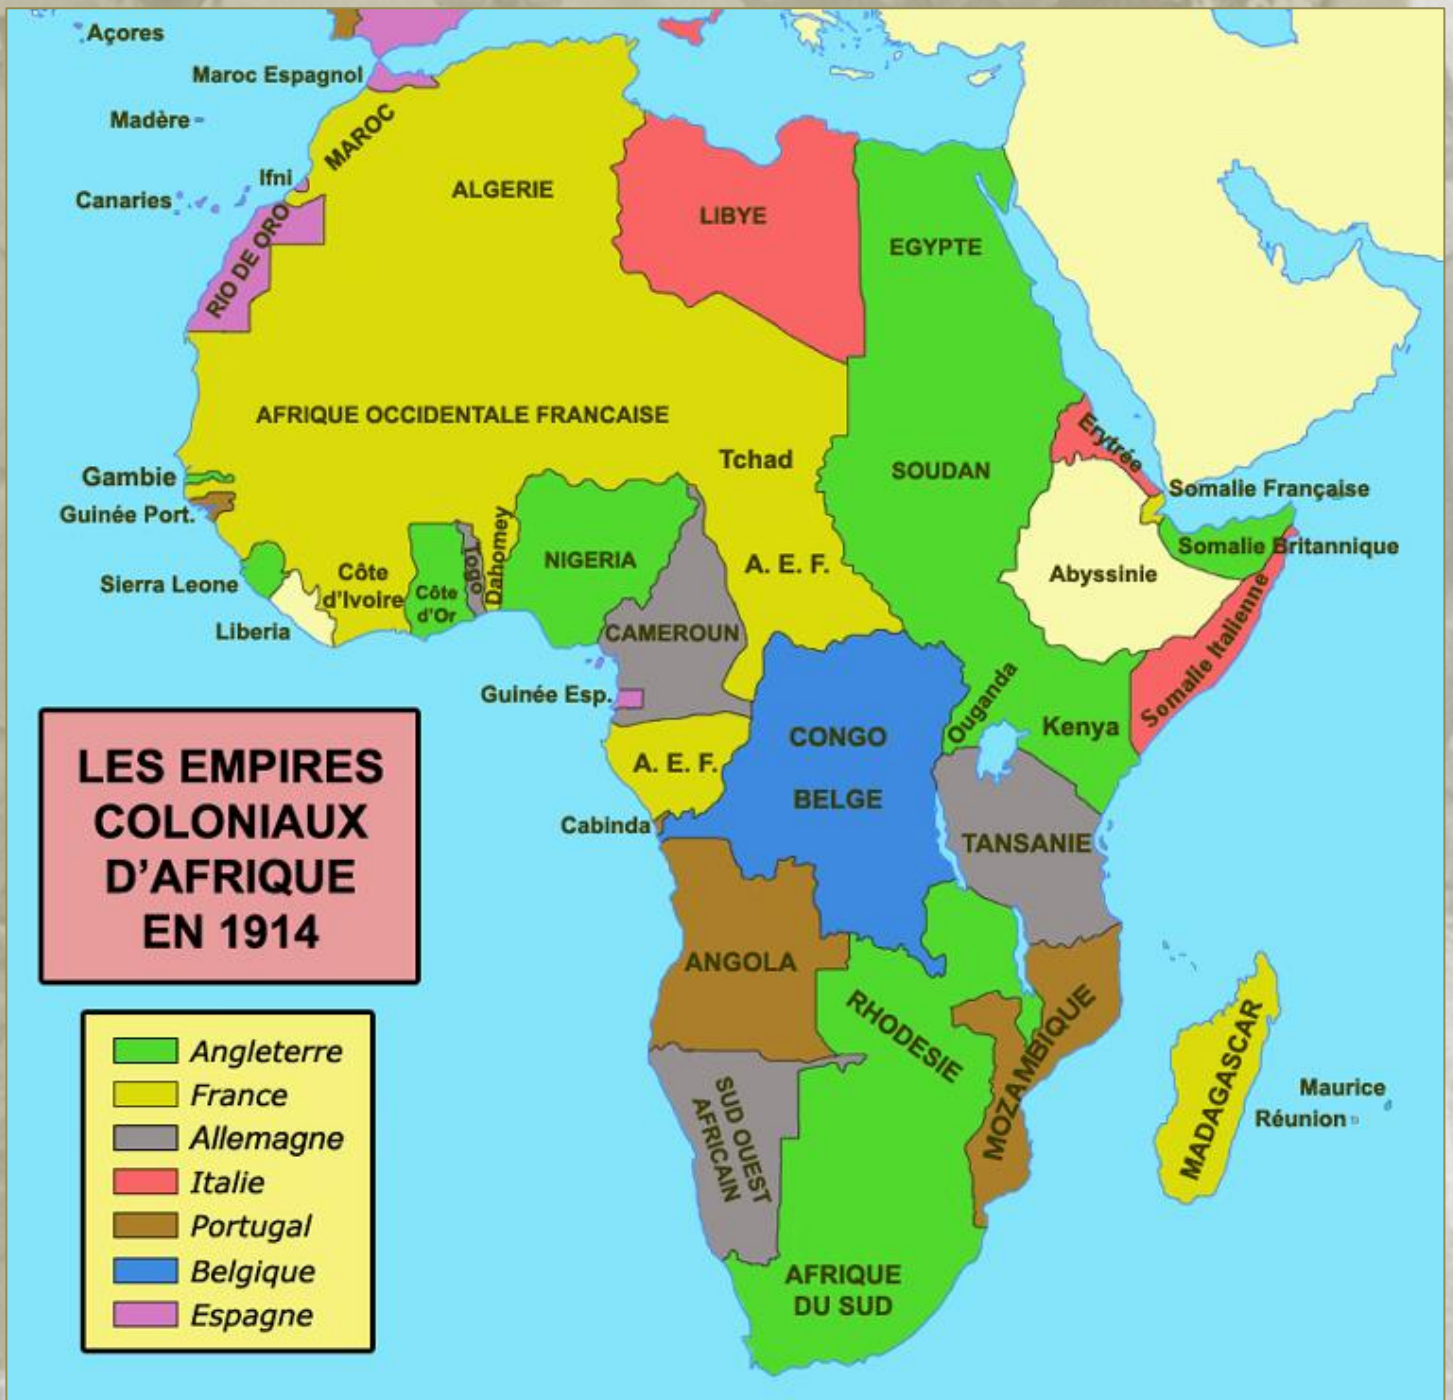 Açores
Maroc Espagnol
Madère
MAROC
Ifni
Canaries
ALGERIE
LIBYE
EGYPTE
RIO DE ORO
AFRIQUE OCCIDENTALE FRANCAISE
Tchad
SOUDAN
Erytrée
Gambie
Somalie Française
Guinée Port.
Somalie Britannique
Togo
Dahomey
NIGERIA
A. E. F.
Abyssinie
Sierra Leone
Côte
d'Ivoire
Côte
d'Or
Liberia
CAMEROUN
Somalie Italienne
Guinée Esp.
Ouganda
Kenya
CONGO
BELGE
A. E. F.
Cabinda
TANSANIE
LES EMPIRES
COLONIAUX
D'AFRIQUE
EN 1914
ANGOLA
RHODESIE
MOZAMBIQUE
MADAGASCAR
Maurice
Réunion
SUD OUEST
AFRICAIN
AFRIQUE
DU SUD
Angleterre
France
Allemagne
Italie
Portugal
Belgique
Espagne